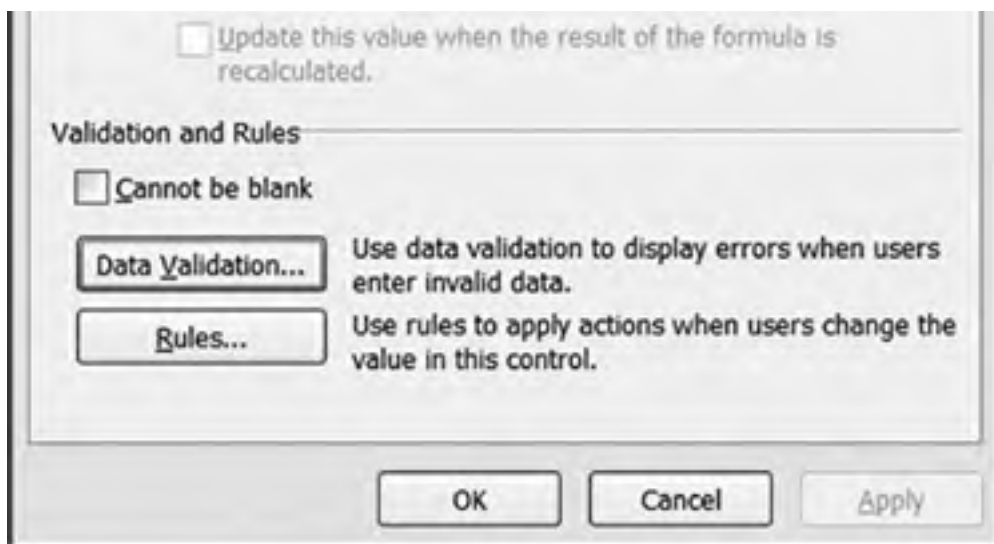 Update this value when the result of the formula is
recalculated.
Validation and Rules
Cannot be blank
Data Validation...
Use data validation to display errors when users
enter invalid data.
Rules...
Use rules to apply actions when users change the
value in this control.
OK
Cancel
Apply